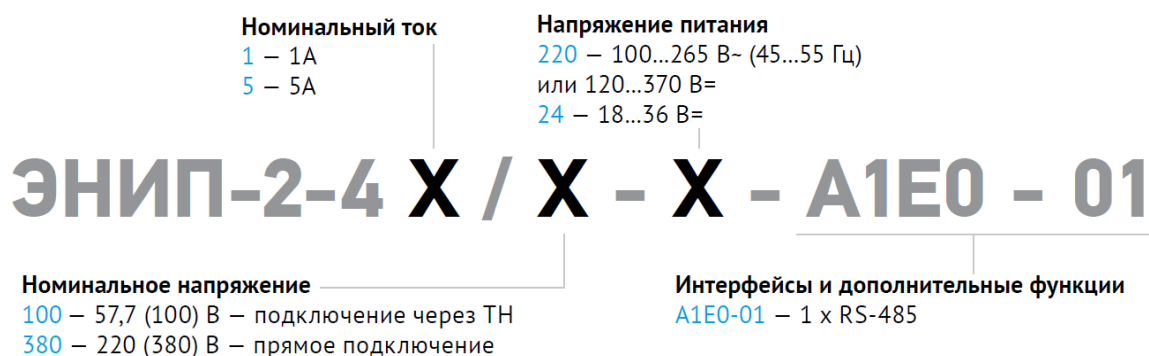 Номинальный ток
1 — 1А
5 — 5А
Напряжение питания
220 — 100...265 В~ (45...55 Гц)
или 120...370 В=
24 — 18...36 В=
ЭНИП-2-4 X / X - X - А1Е0 - 01
Номинальное напряжение
100 — 57,7 (100) В — подключение через ТН
380 — 220 (380) В — прямое подключение
Интерфейсы и дополнительные функции
А1Е0-01 — 1 x RS-485